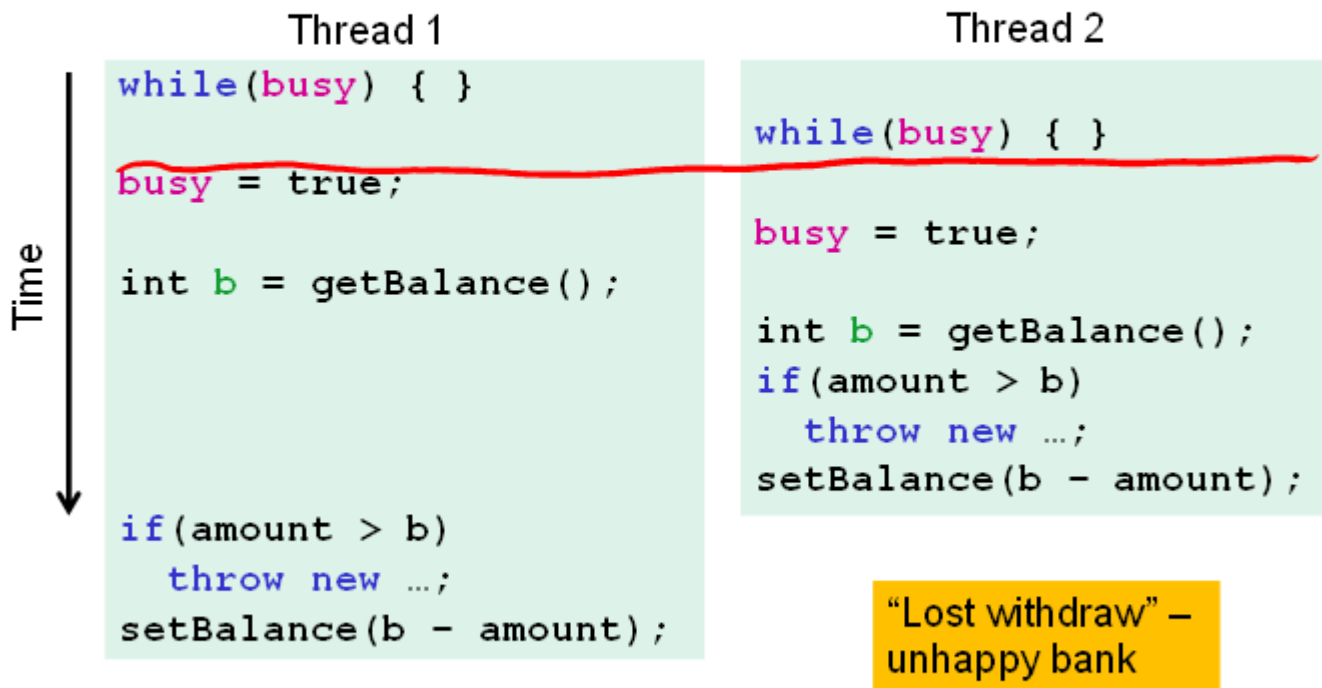 Thread 1
while(busy) { }
busy = true;
int b = getBalance();
if(amount > b)
throw new …;
setBalance(b – amount);
Thread 2
while(busy) { }
busy = true;
int b = getBalance();
if(amount > b)
throw new …;
setBalance(b – amount);
Time
“Lost withdraw” –
unhappy bank